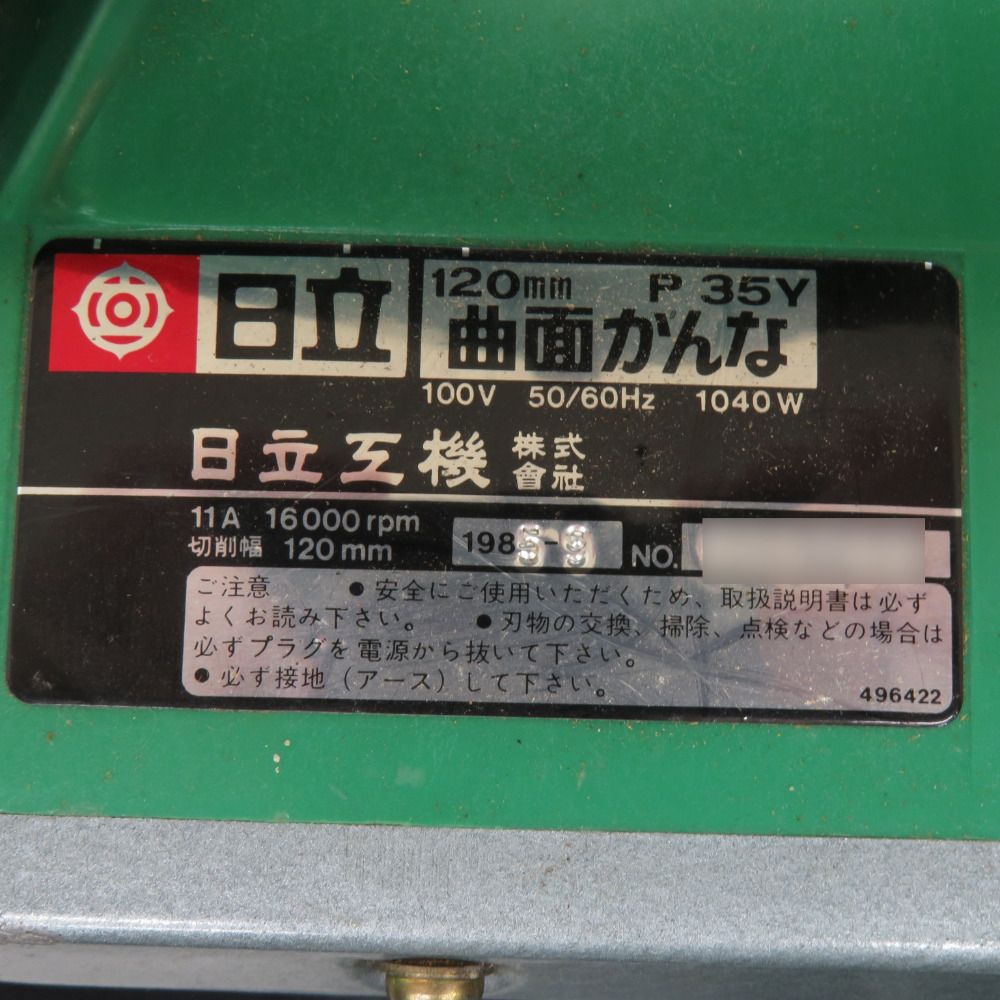 日立
120mm P 35Y
曲面かんな
100V 50/60Hz 1040W
日立工機 株式會社
11A 16000rpm
切削幅 120mm
198
NO.
ご注意 ●安全にご使用いただくため、取扱説明書は必ず
よくお読み下さい。 ●刃物の交換、掃除、点検などの場合は
必ずプラグを電源から抜いて下さい。
●必ず接地(アース)して下さい。
496422